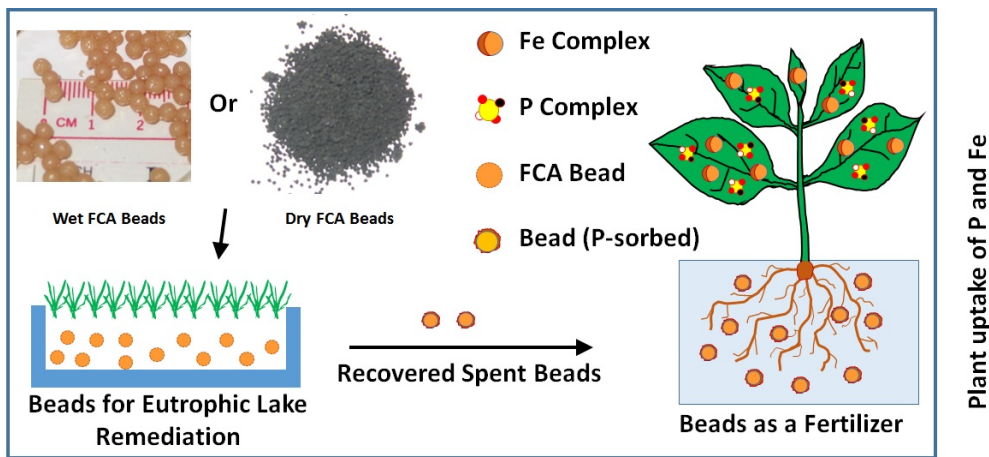 CM 1 2
Or
Wet FCA Beads
Dry FCA Beads
Fe Complex
P Complex
FCA Bead
Bead (P-sorbed)
Beads for Eutrophic Lake
Remediation
Recovered Spent Beads
Beads as a Fertilizer
Plant uptake of P and Fe